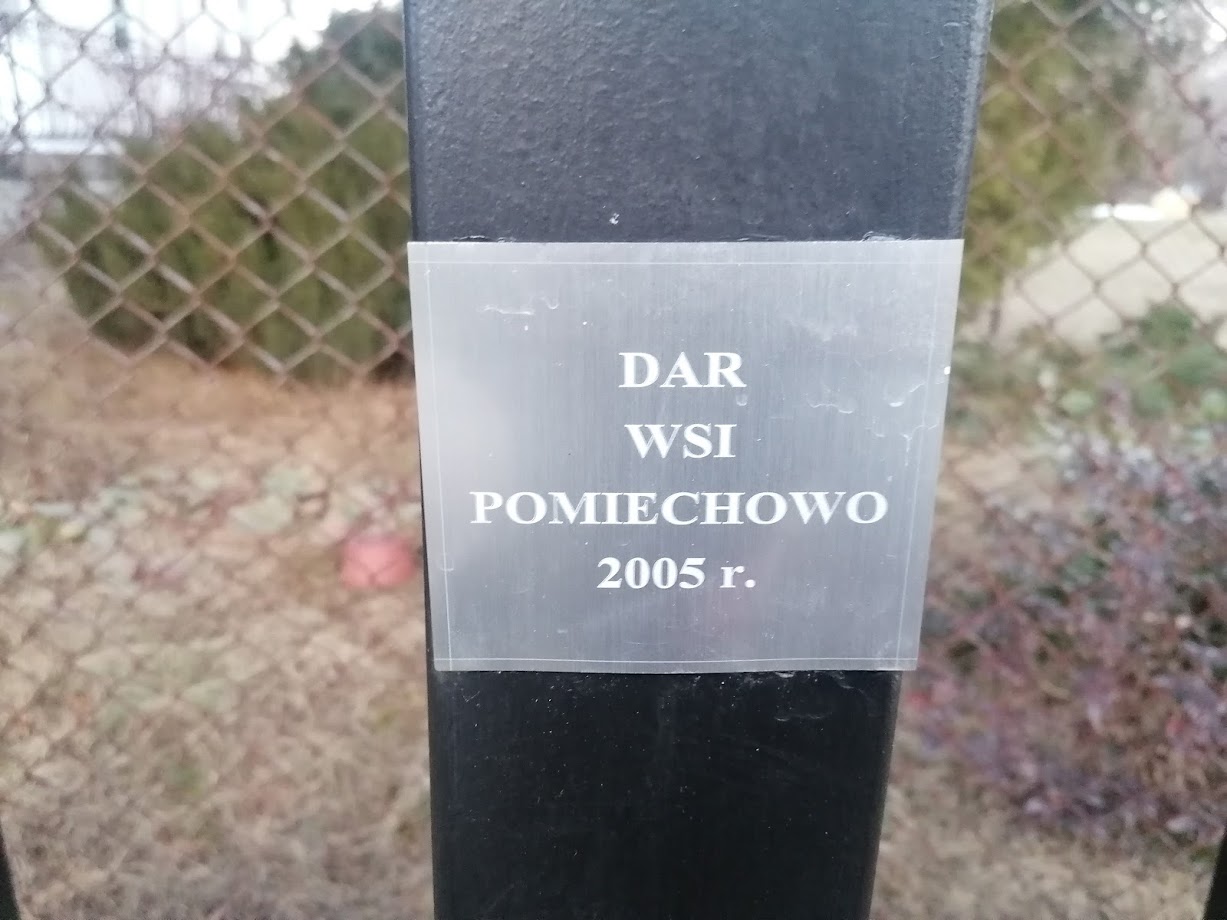 DAR
WSI
POMIECHOWO
2005 r.